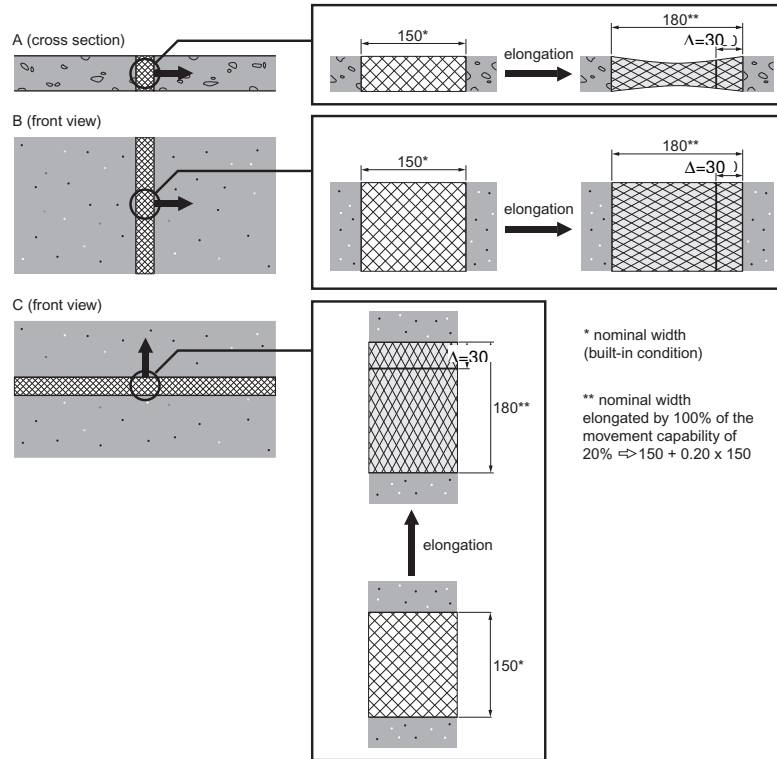 A (cross section)
150*
elongation
180**
Δ=30 )
B (front view)
150*
elongation
180**
Δ=30 )
C (front view)
Δ=30
180**
elongation
150*
* nominal width
(built-in condition)
** nominal width
elongated by 100% of the
movement capability of
20% ⇨150 + 0.20 x 150